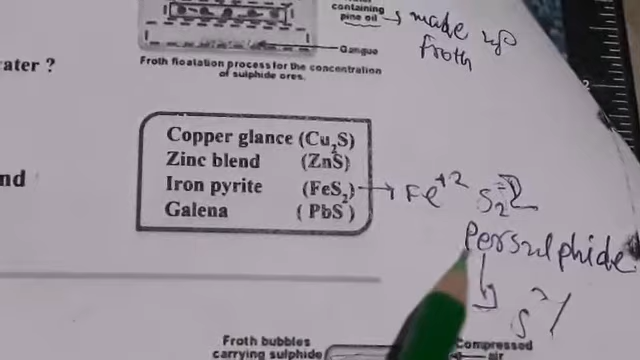 containing
pine oil → made
froth
Gangue
Froth floatation process for the concentration
of sulphide ores.
ater ?
Copper glance (Cu₂S)
Zinc blend (ZnS)
Iron pyrite (FeS₂) → Fe⁺² S₂⁻²
nd
Galena (PbS)
Persulphide
Froth bubbles
carrying sulphide
Compressed
air